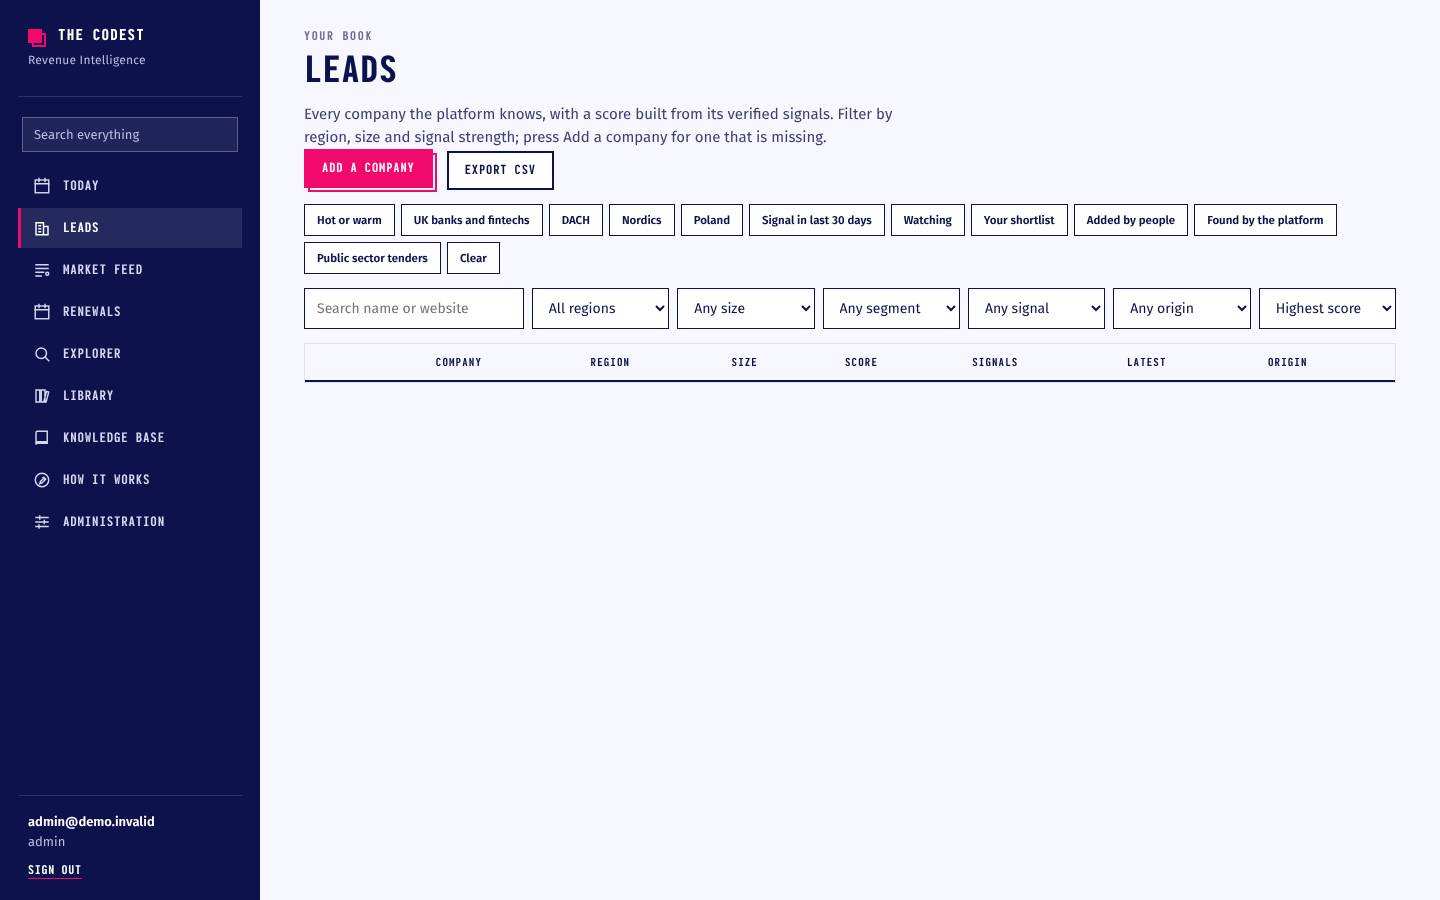 THE CODEST
Revenue Intelligence
Search everything
TODAY
LEADS
MARKET FEED
RENEWALS
EXPLORER
LIBRARY
KNOWLEDGE BASE
HOW IT WORKS
ADMINISTRATION
admin@demo.invalid
admin
SIGN OUT
YOUR BOOK
LEADS
Every company the platform knows, with a score built from its verified signals. Filter by
region, size and signal strength; press Add a company for one that is missing.
ADD A COMPANY EXPORT CSV
Hot or warm UK banks and fintechs DACH Nordics Poland Signal in last 30 days Watching Your shortlist Added by people Found by the platform
Public sector tenders Clear
Search name or website All regions Any size Any segment Any signal Any origin Highest score
COMPANY REGION SIZE SCORE SIGNALS LATEST ORIGIN